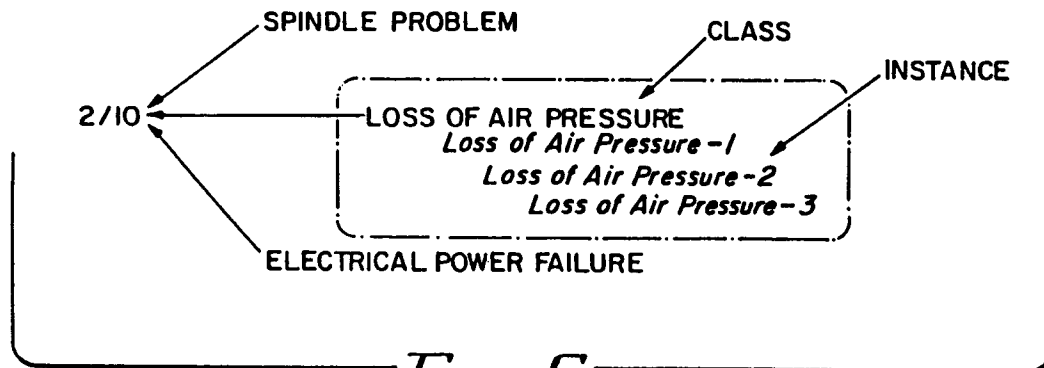 SPINDLE PROBLEM
CLASS
INSTANCE
2/10
LOSS OF AIR PRESSURE
Loss of Air Pressure-1
Loss of Air Pressure-2
Loss of Air Pressure-3
ELECTRICAL POWER FAILURE